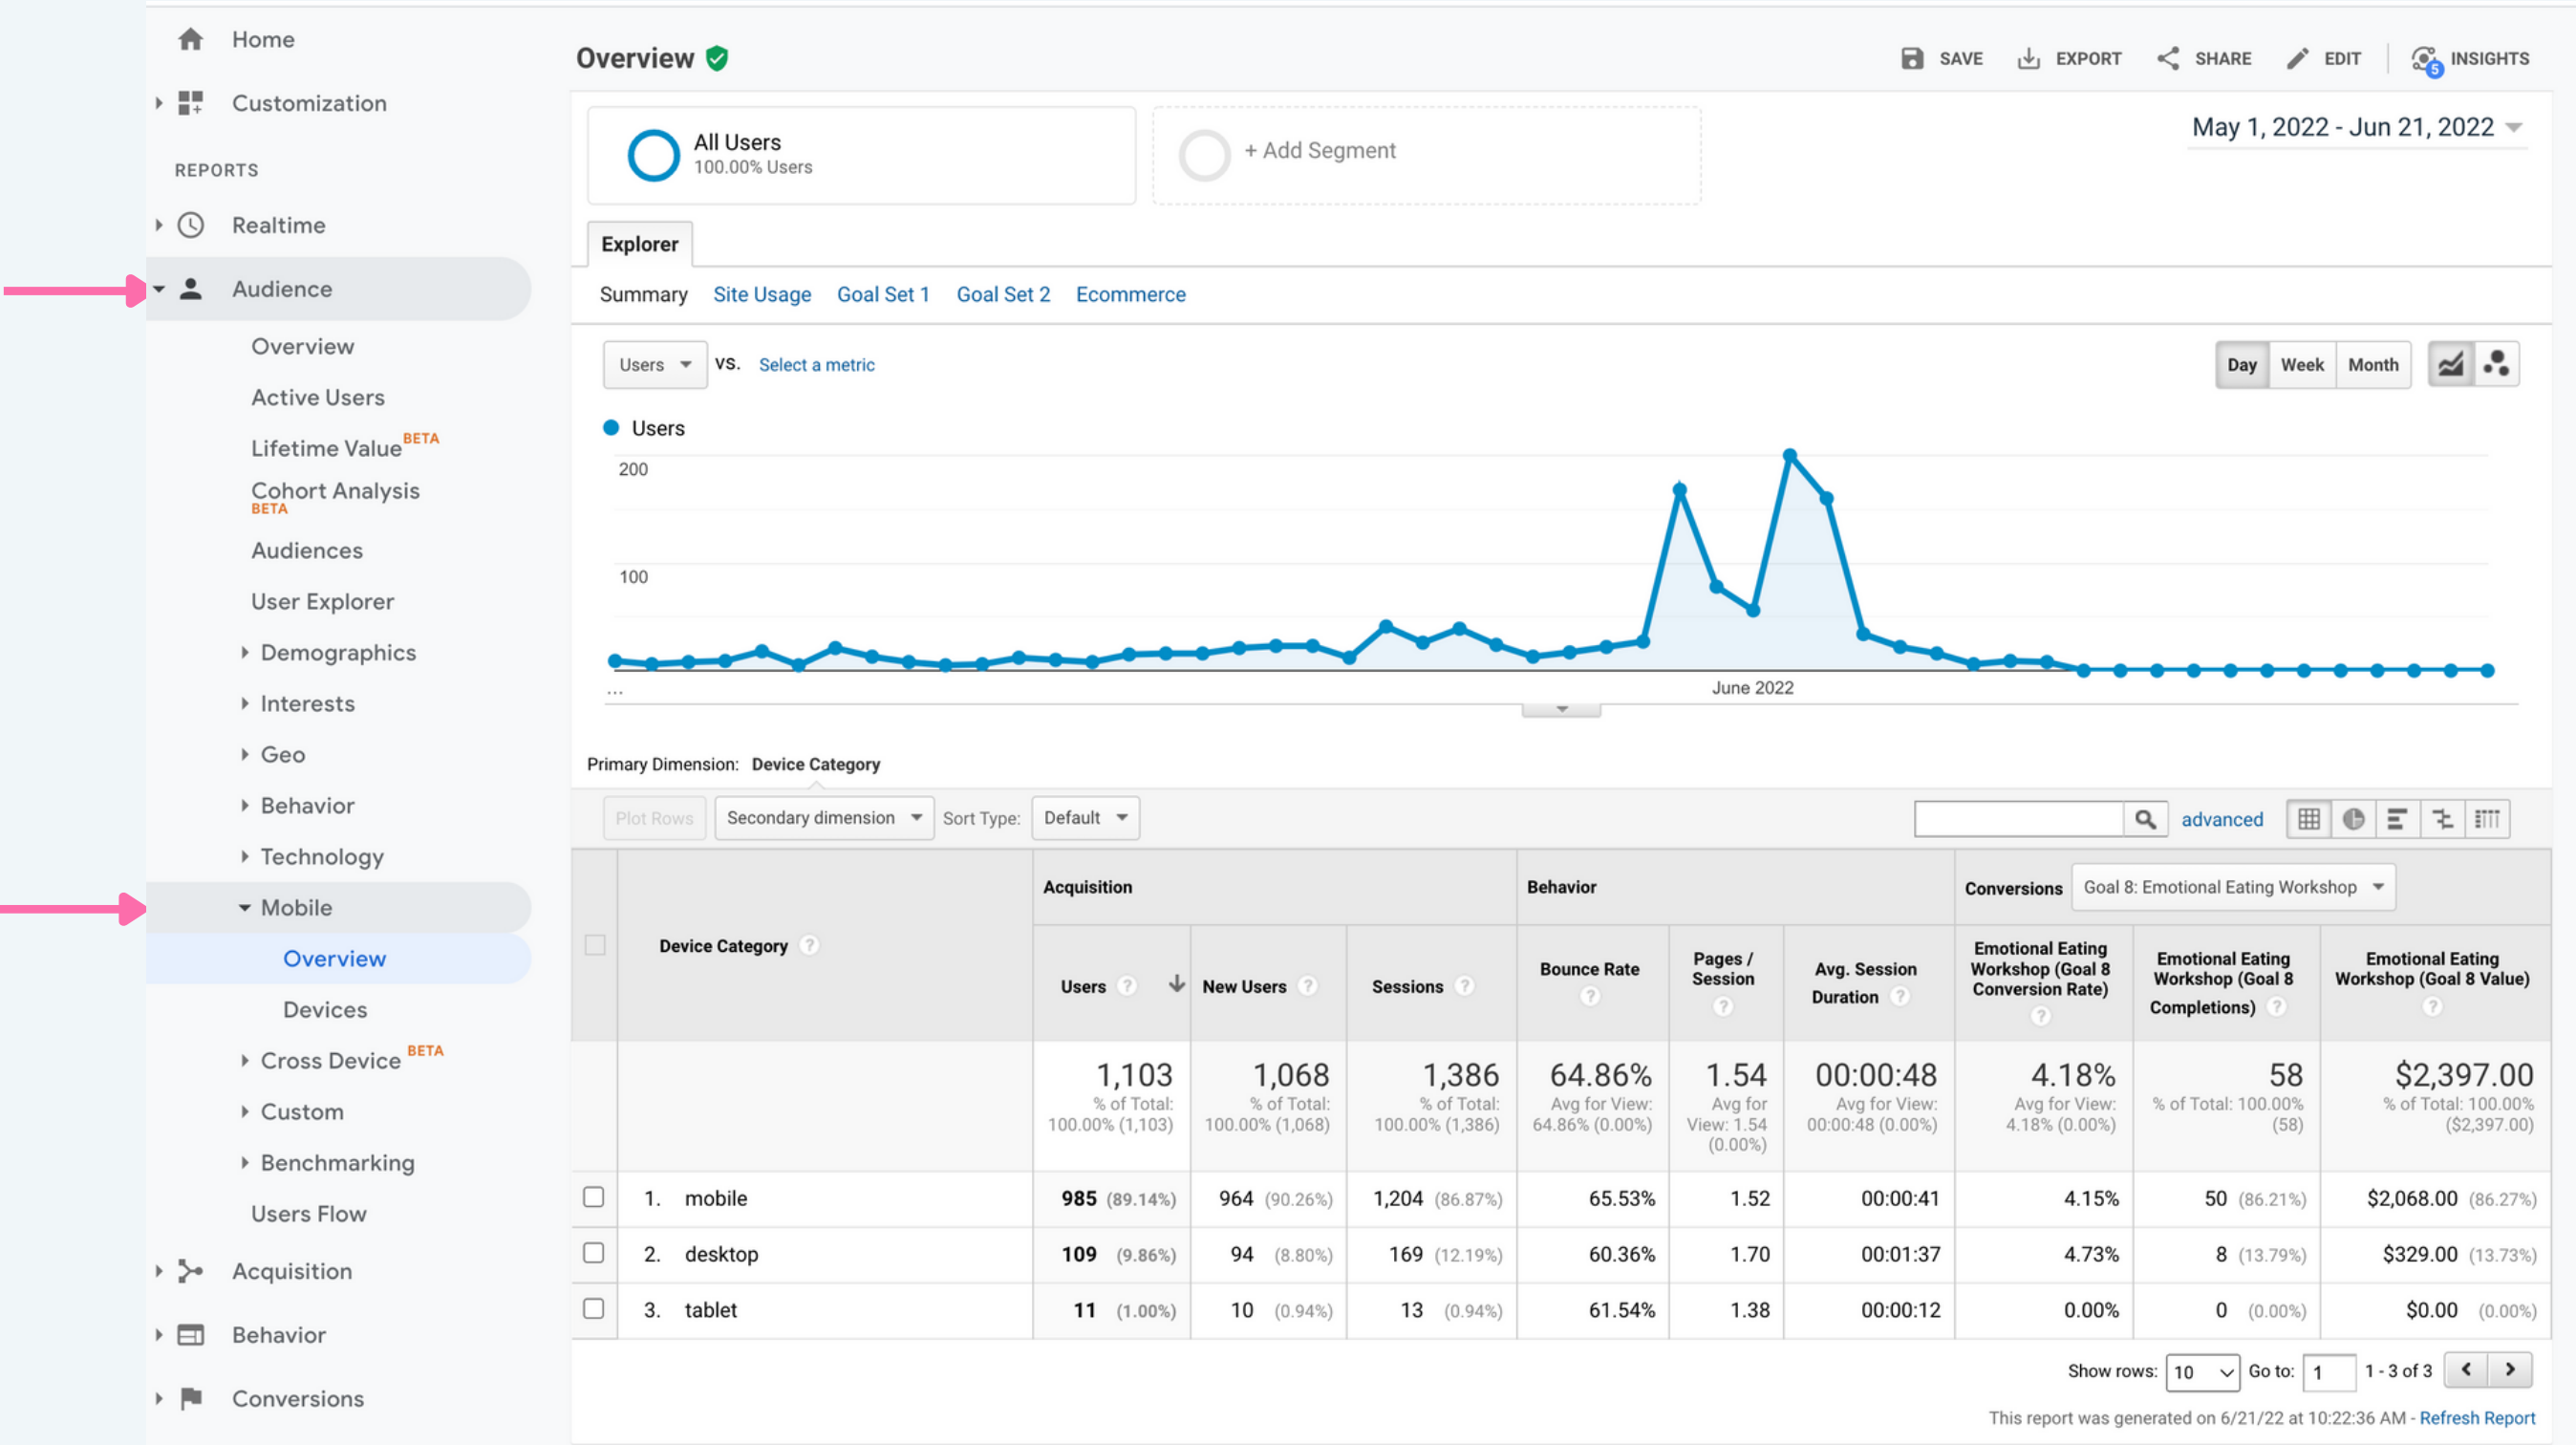 Home
Customization
REPORTS
Realtime
Audience
Overview
Active Users
Lifetime Value BETA
Cohort Analysis
BETA
Audiences
User Explorer
Demographics
Interests
Geo
Behavior
Technology
Mobile
Overview
Devices
Cross Device BETA
Custom
Benchmarking
Users Flow
Acquisition
Behavior
Conversions
Overview
SAVE EXPORT SHARE EDIT 5 INSIGHTS
All Users
100.00% Users
+ Add Segment
May 1, 2022 - Jun 21, 2022
Explorer
Summary Site Usage Goal Set 1 Goal Set 2 Ecommerce
Users VS. Select a metric
Day Week Month
Users
200
100
...
June 2022
Primary Dimension: Device Category
Plot Rows Secondary dimension Sort Type: Default
advanced
Device Category ?
Acquisition
Behavior
Conversions Goal 8: Emotional Eating Workshop
Users ?
New Users ?
Sessions ?
Bounce Rate
?
Pages /
Session
?
Avg. Session
Duration ?
Emotional Eating
Workshop (Goal 8
Conversion Rate)
?
Emotional Eating
Workshop (Goal 8
Completions) ?
Emotional Eating
Workshop (Goal 8 Value)
?
1,103
% of Total:
100.00% (1,103)
1,068
% of Total:
100.00% (1,068)
1,386
% of Total:
100.00% (1,386)
64.86%
Avg for View:
64.86% (0.00%)
1.54
Avg for
View: 1.54
(0.00%)
00:00:48
Avg for View:
00:00:48 (0.00%)
4.18%
Avg for View:
4.18% (0.00%)
58
% of Total: 100.00%
(58)
$2,397.00
% of Total: 100.00%
($2,397.00)
1. mobile 985 (89.14%) 964 (90.26%) 1,204 (86.87%) 65.53% 1.52 00:00:41 4.15% 50 (86.21%) $2,068.00 (86.27%)
2. desktop 109 (9.86%) 94 (8.80%) 169 (12.19%) 60.36% 1.70 00:01:37 4.73% 8 (13.79%) $329.00 (13.73%)
3. tablet 11 (1.00%) 10 (0.94%) 13 (0.94%) 61.54% 1.38 00:00:12 0.00% 0 (0.00%) $0.00 (0.00%)
Show rows: 10 Go to: 1 1 - 3 of 3
This report was generated on 6/21/22 at 10:22:36 AM - Refresh Report